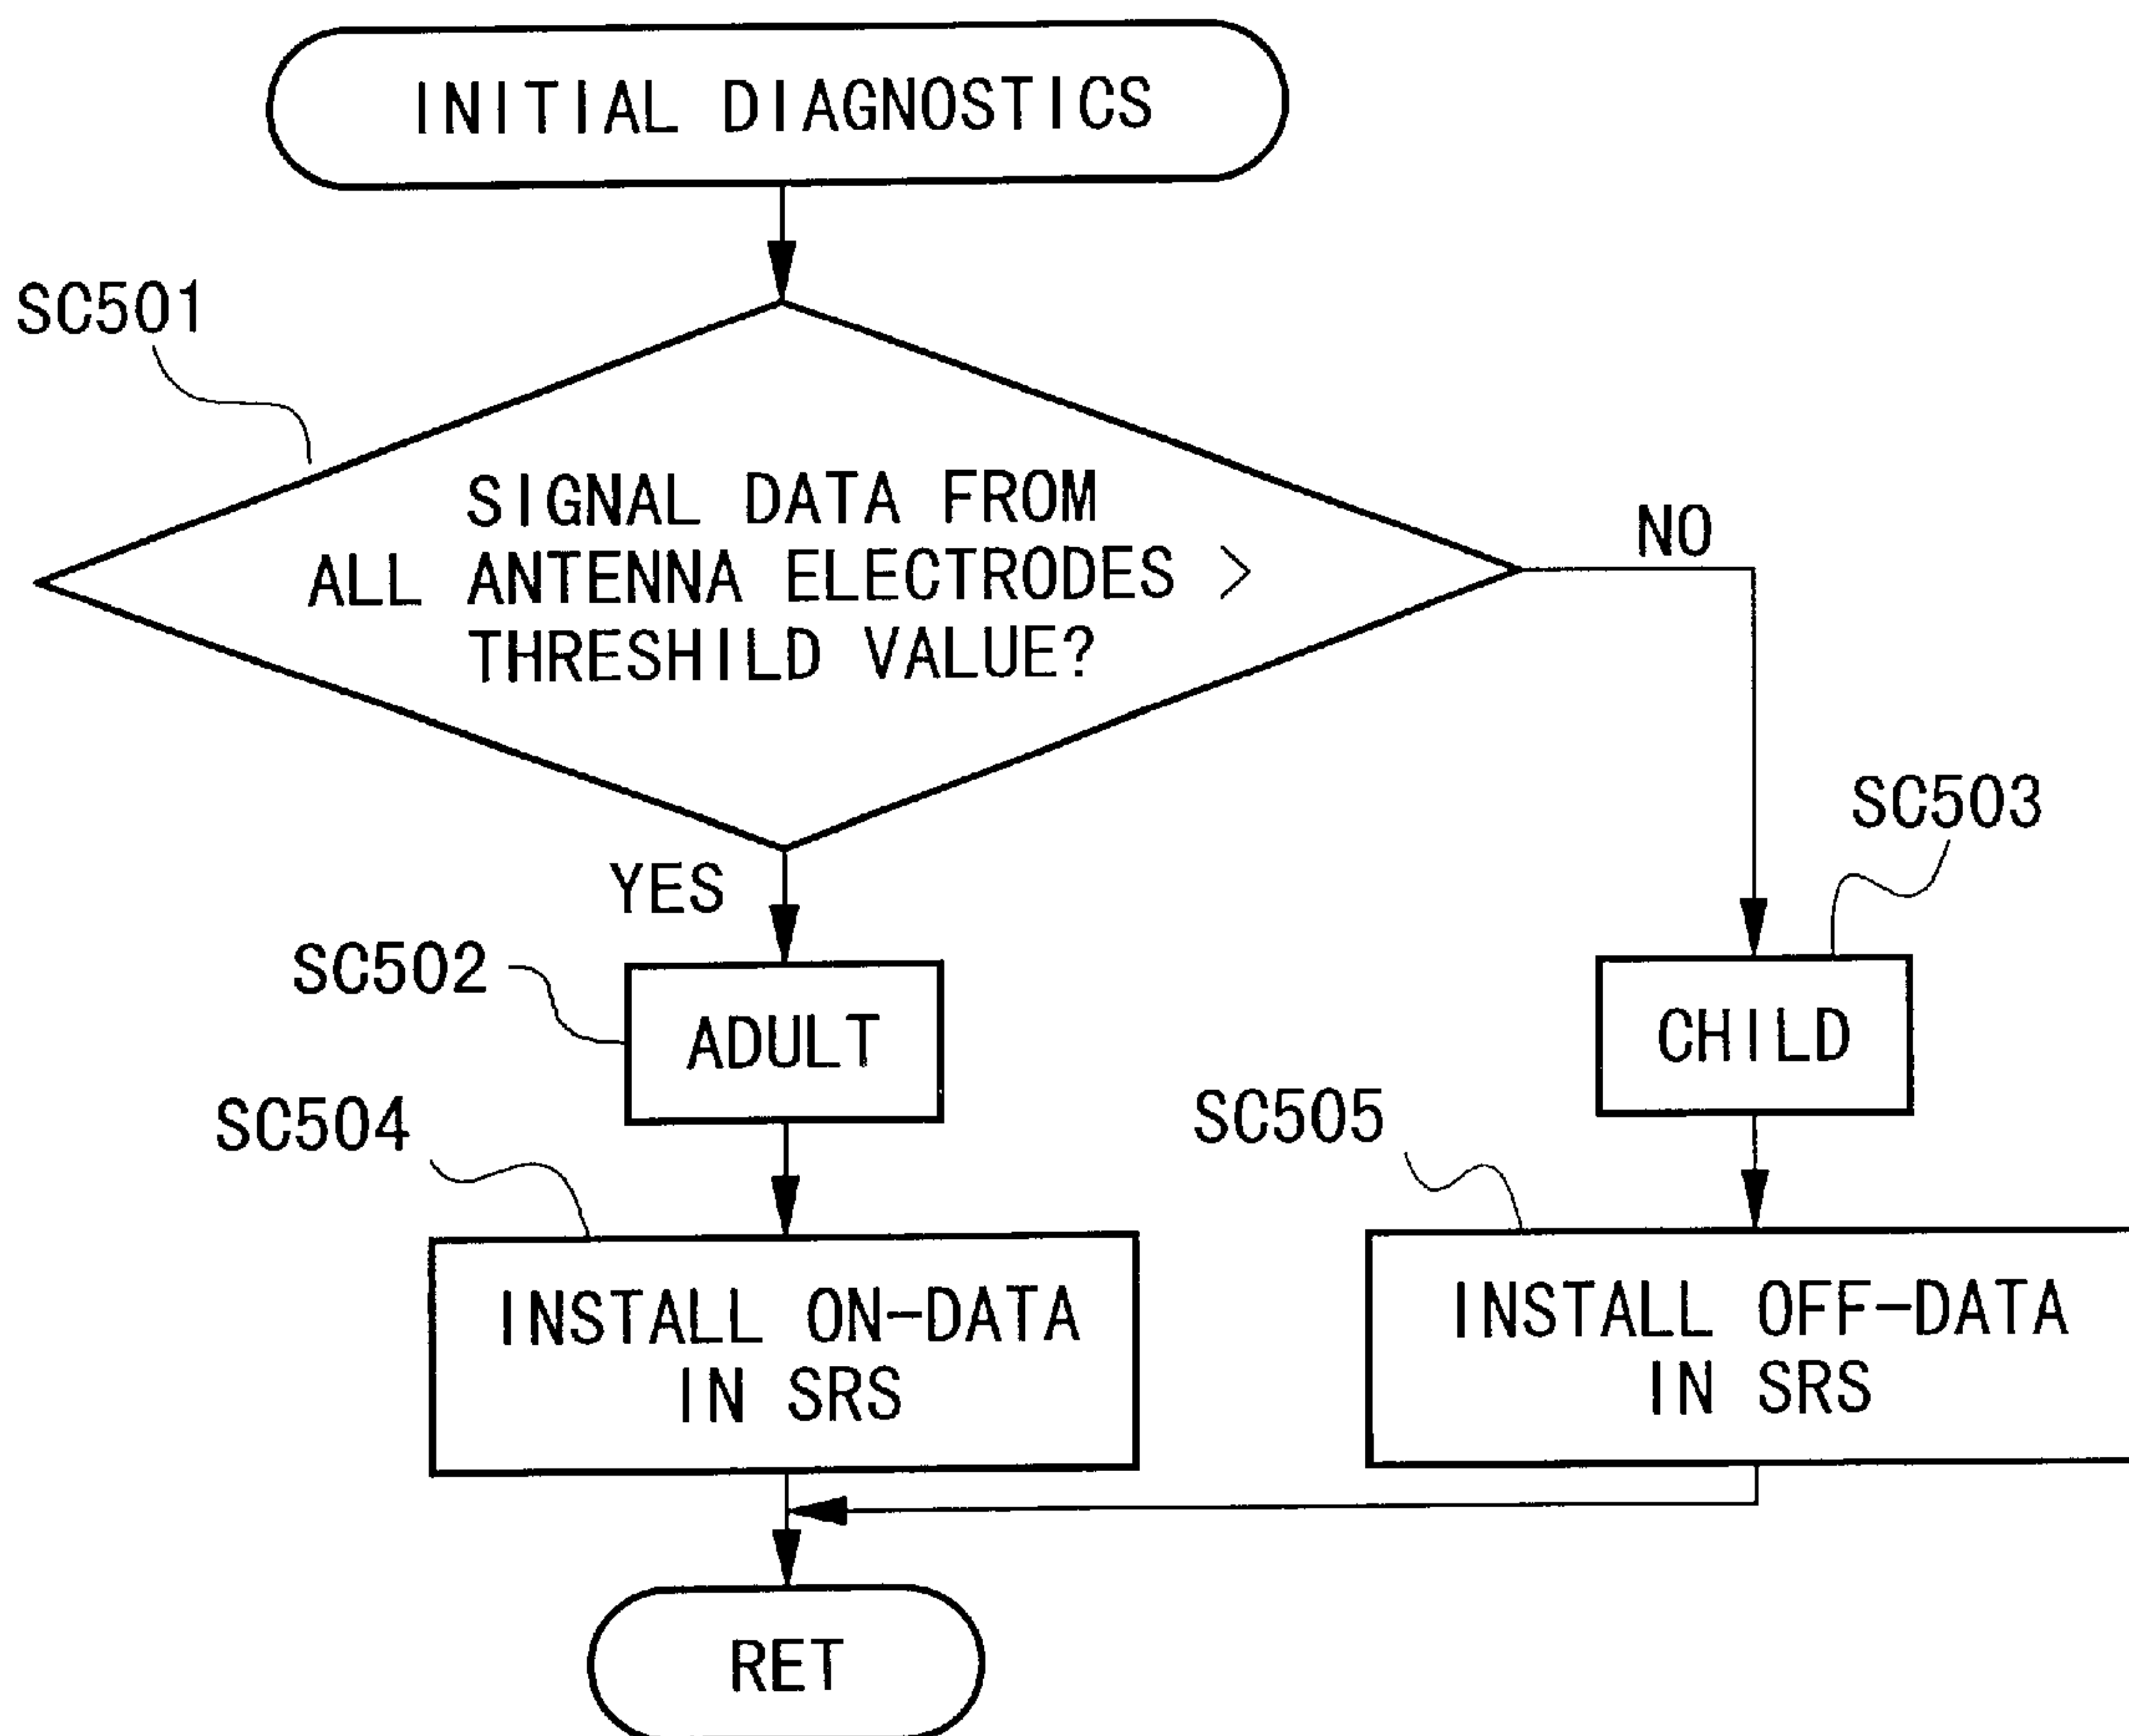 INITIAL DIAGNOSTICS
SC501
SIGNAL DATA FROM
ALL ANTENNA ELECTRODES >
THRESHILD VALUE?
NO
YES
SC503
SC502
ADULT
CHILD
SC504
SC505
INSTALL ON-DATA
IN SRS
INSTALL OFF-DATA
IN SRS
RET